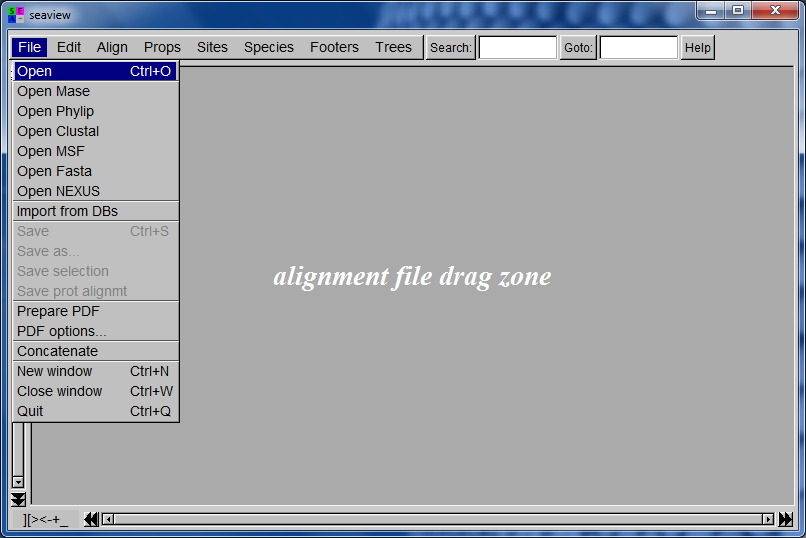 seaview
File Edit Align Props Sites Species Footers Trees Search: Goto: Help
Open Ctrl+O
Open Mase
Open Phylip
Open Clustal
Open MSF
Open Fasta
Open NEXUS
Import from DBs
Save Ctrl+S
Save as...
Save selection
Save prot alignmt
Prepare PDF
PDF options...
Concatenate
New window Ctrl+N
Close window Ctrl+W
Quit Ctrl+Q
alignment file drag zone
][><-+_